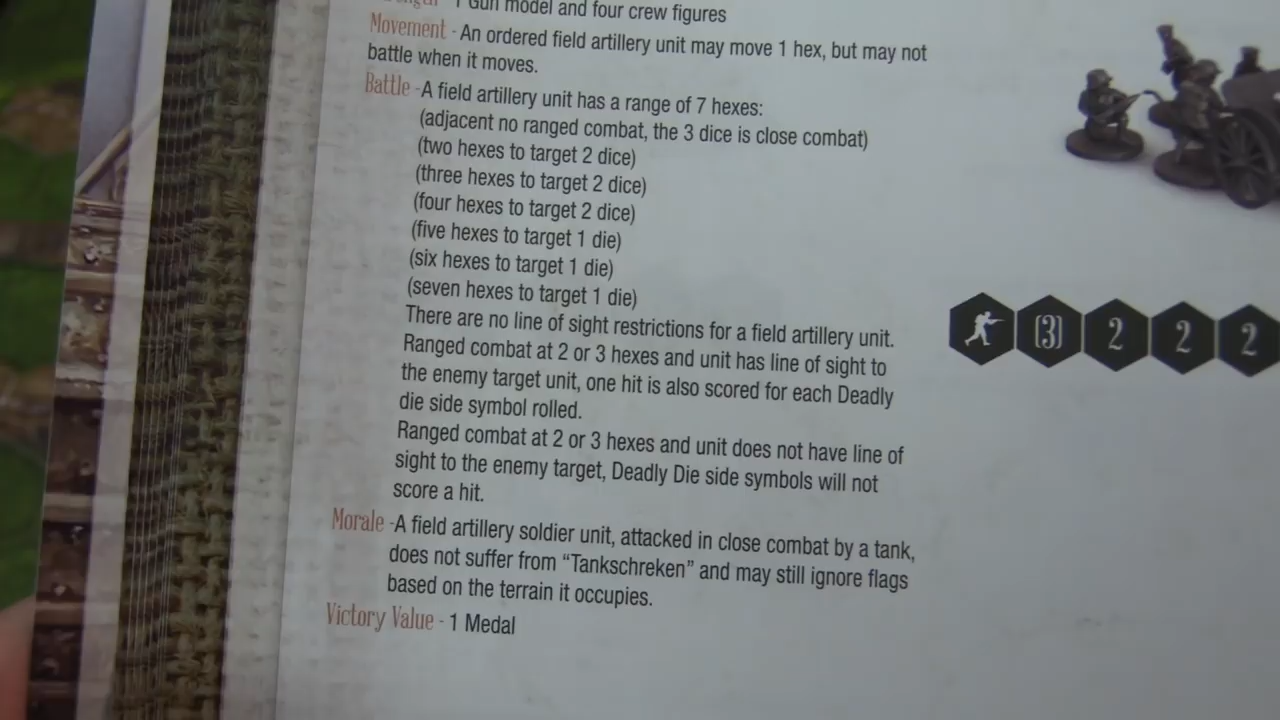 1 Gun model and four crew figures
Movement - An ordered field artillery unit may move 1 hex, but may not
battle when it moves.
Battle -A field artillery unit has a range of 7 hexes:
(adjacent no ranged combat, the 3 dice is close combat)
(two hexes to target 2 dice)
(three hexes to target 2 dice)
(four hexes to target 2 dice)
(five hexes to target 1 die)
(six hexes to target 1 die)
(seven hexes to target 1 die)
There are no line of sight restrictions for a field artillery unit.
Ranged combat at 2 or 3 hexes and unit has line of sight to
the enemy target unit, one hit is also scored for each Deadly
die side symbol rolled.
Ranged combat at 2 or 3 hexes and unit does not have line of
sight to the enemy target, Deadly Die side symbols will not
score a hit.
Morale -A field artillery soldier unit, attacked in close combat by a tank,
does not suffer from “Tankschreken” and may still ignore flags
based on the terrain it occupies.
Victory Value - 1 Medal
(3) 2 2 2